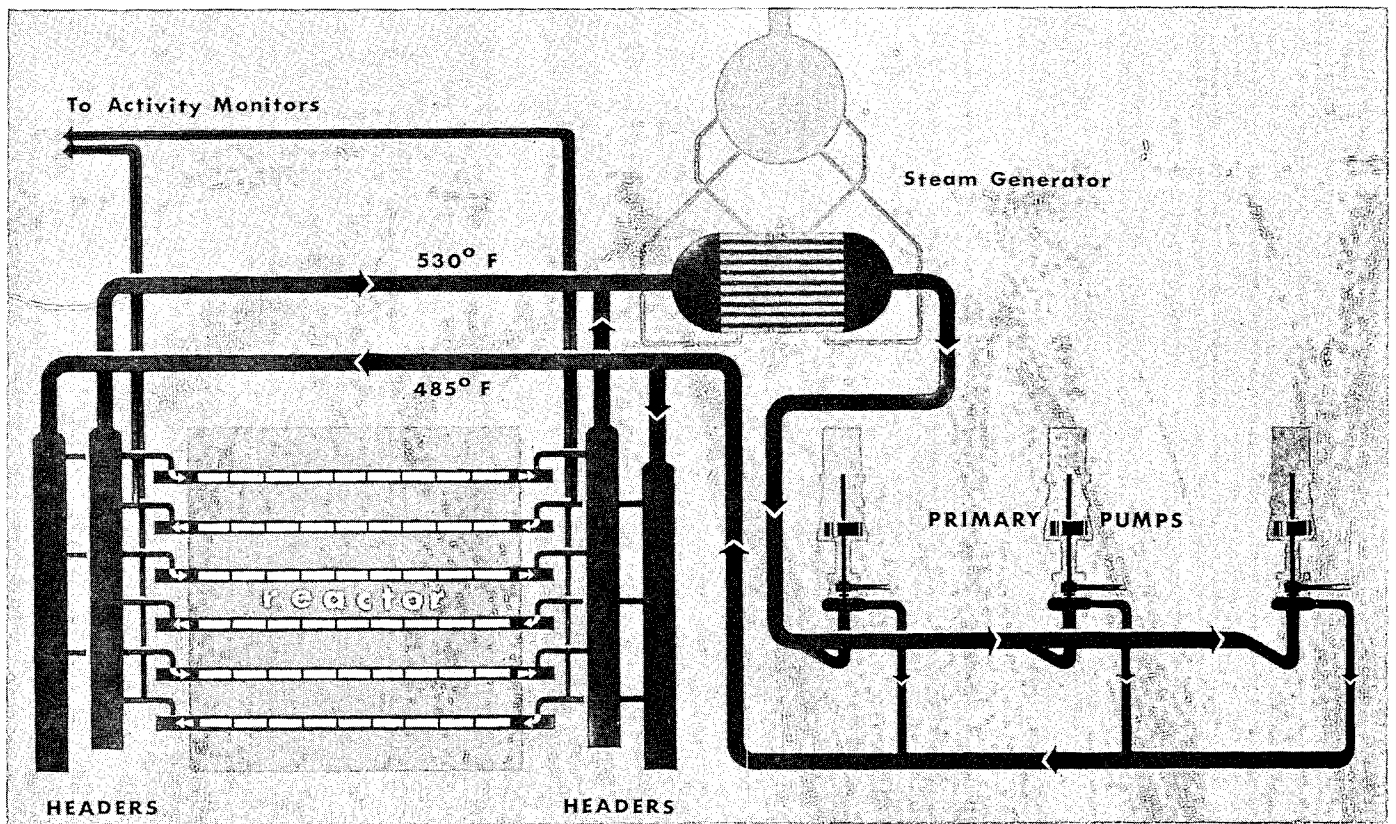 To Activity Monitors
Steam Generator
530° F
485° F
PRIMARY PUMPS
reactor
HEADERS
HEADERS